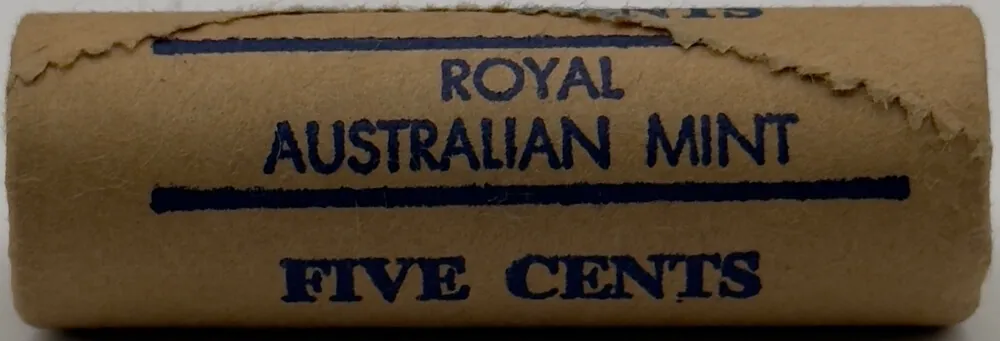 ROYAL
AUSTRALIAN MINT
FIVE CENTS